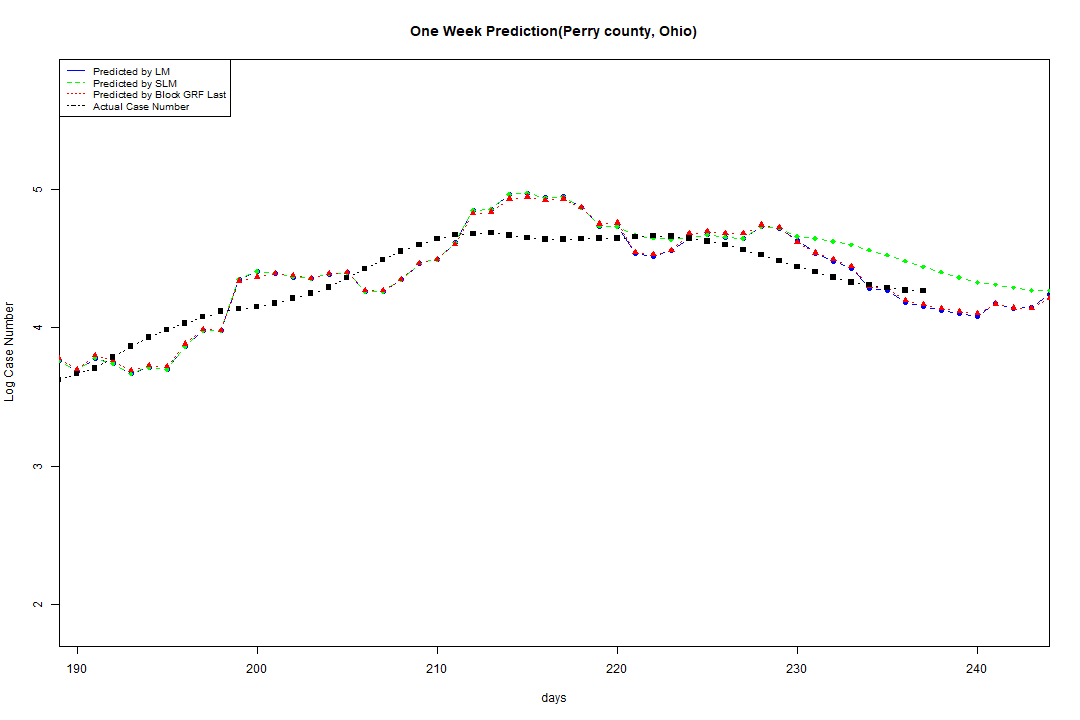 One Week Prediction(Perry county, Ohio)
Predicted by LM
Predicted by SLM
Predicted by Block GRF Last
Actual Case Number
5
4
3
2
Log Case Number
190 200 210 220 230 240
days